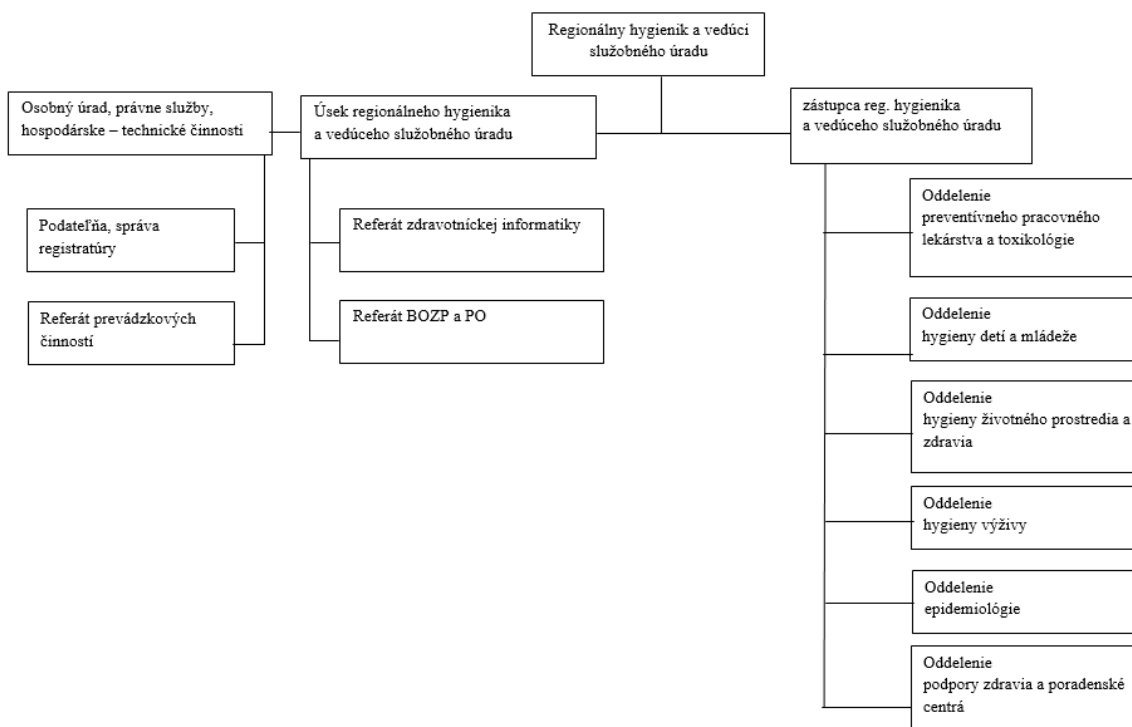 Regionálny hygienik a vedúci
služobného úradu
Osobný úrad, právne služby,
hospodárske – technické činnosti
Úsek regionálneho hygienika
a vedúceho služobného úradu
zástupca reg. hygienika
a vedúceho služobného úradu
Podateľňa, správa
registratúry
Referát prevádzkových
činností
Referát zdravotníckej informatiky
Referát BOZP a PO
Oddelenie
preventívneho pracovného
lekárstva a toxikológie
Oddelenie
hygieny detí a mládeže
Oddelenie
hygieny životného prostredia a
zdravia
Oddelenie
hygieny výživy
Oddelenie
epidemiológie
Oddelenie
podpory zdravia a poradenské
centrá